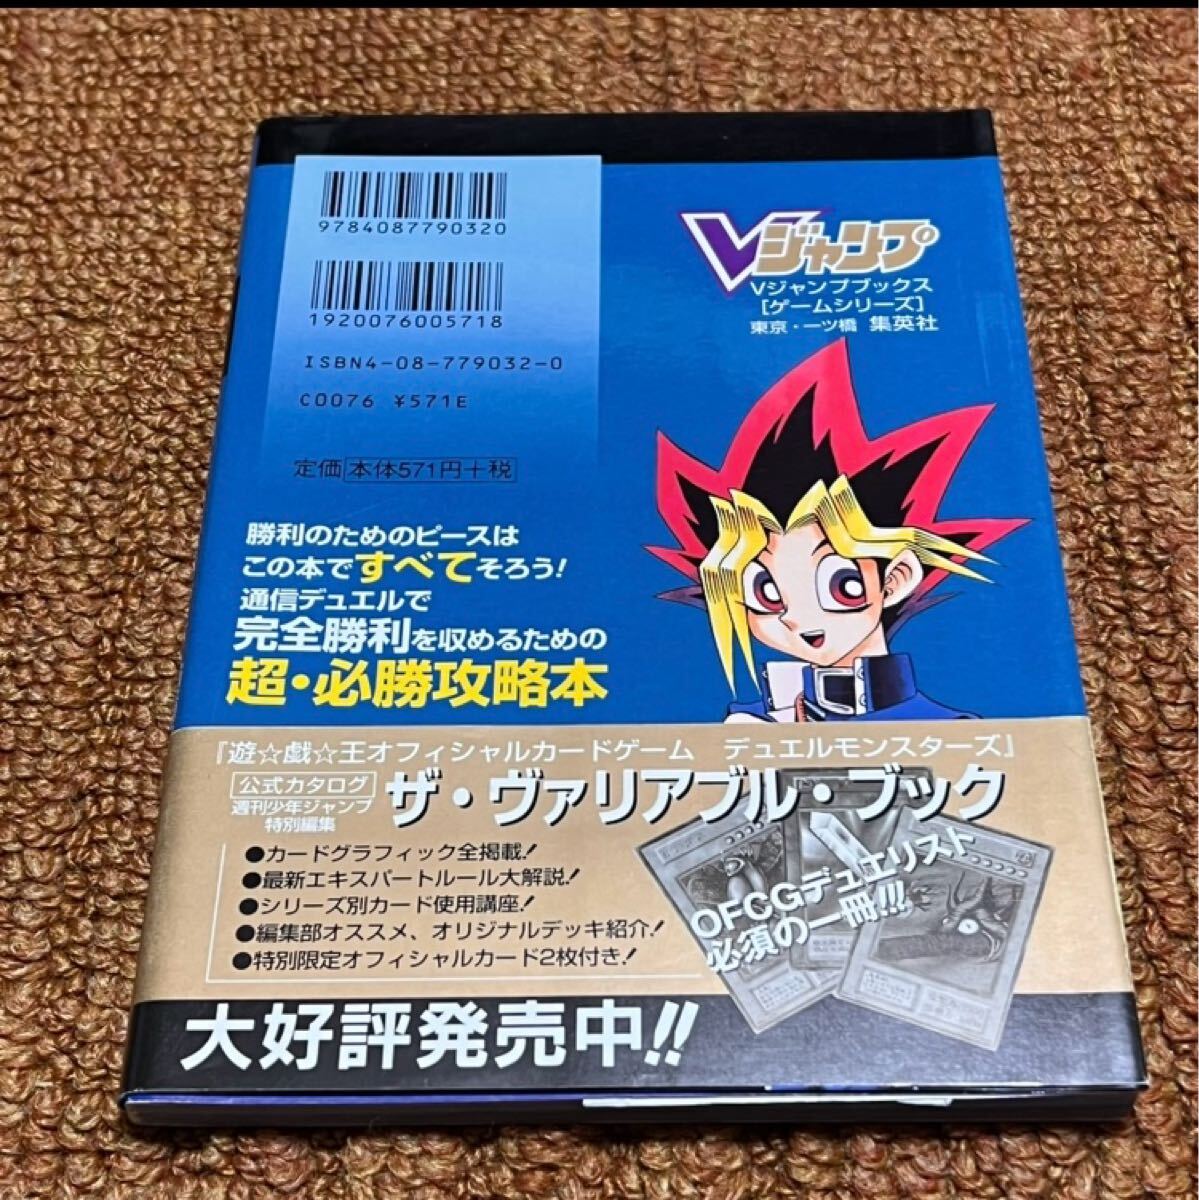 9784087790320
1920076005718
ISBN4-08-779032-0
C0076 ¥571E
定価 本体571円+税
Vジャンプ
Vジャンプブックス
[ゲームシリーズ]
東京・一ツ橋 集英社
勝利のためのピースは
この本ですべてそろう!
通信デュエルで
完全勝利を収めるための
超・必勝攻略本
『遊☆戯☆王オフィシャルカードゲーム デュエルモンスターズ』
公式カタログ
週刊少年ジャンプ
特別編集
ザ・ヴァリアブル・ブック
●カードグラフィック全掲載!
●最新エキスパートルール大解説!
●シリーズ別カード使用講座!
●編集部オススメ、オリジナルデッキ紹介!
●特別限定オフィシャルカード2枚付き!
OFCGデュエリスト
必須の一冊!!!
大好評発売中!!